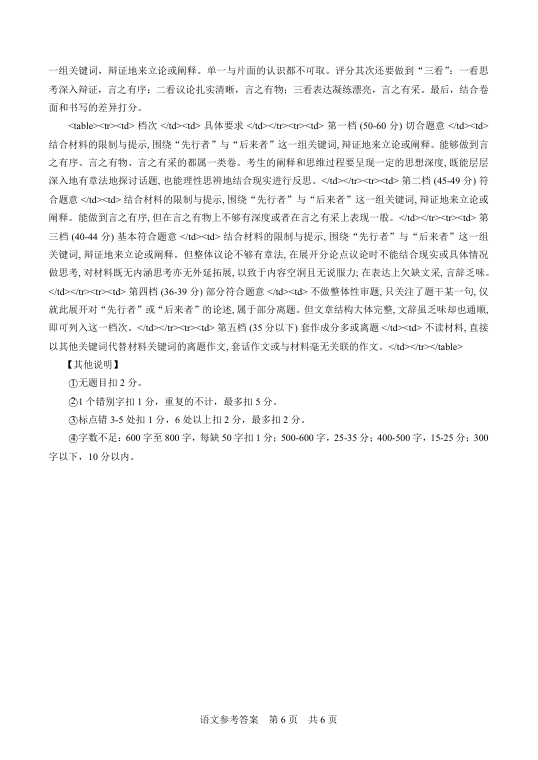 一组关键词，辩证地来立论或阐释。单一与片面的认识都不可取。评分其次还要做到“三看”：一看思
考深入辩证，言之有序；二看议论扎实清晰，言之有物；三看表达凝练漂亮，言之有采。最后，结合卷
面和书写的差异打分。
<table><tr><td> 档次 </td><td> 具体要求 </td></tr><tr><td> 第一档 (50-60 分) 切合题意 </td><td>
结合材料的限制与提示, 围绕“先行者”与“后来者”这一组关键词, 辩证地来立论或阐释。能够做到言
之有序、言之有物、言之有采的都属一类卷。考生的阐释和思维过程要呈现一定的思想深度, 既能层层
深入地有章法地探讨话题, 也能理性思辨地结合现实进行反思。</td></tr><tr><td> 第二档 (45-49 分) 符
合题意 </td><td> 结合材料的限制与提示, 围绕“先行者”与“后来者”这一组关键词, 辩证地来立论或
阐释。能做到言之有序, 但在言之有物上不够有深度或者在言之有采上表现一般。</td></tr><tr><td> 第
三档 (40-44 分) 基本符合题意 </td><td> 结合材料的限制与提示, 围绕“先行者”与“后来者”这一组
关键词, 辩证地来立论或阐释。但整体议论不够有章法, 在展开分论点议论时不能结合现实或具体情况
做思考, 对材料既无内涵思考亦无外延拓展, 以致于内容空洞且无说服力; 在表达上欠缺文采, 言辞乏味。
</td></tr><tr><td> 第四档 (36-39 分) 部分符合题意 </td><td> 不做整体性审题, 只关注了题干某一句, 仅
就此展开对“先行者”或“后来者”的论述, 属于部分离题。但文章结构大体完整, 文辞虽乏味却也通顺,
即可列入这一档次。</td></tr><tr><td> 第五档 (35 分以下) 套作成分多或离题 </td><td> 不读材料, 直接
以其他关键词代替材料关键词的离题作文, 套话作文或与材料毫无关联的作文。</td></tr></table>
【其他说明】
①无题目扣 2 分。
②1 个错别字扣 1 分，重复的不计，最多扣 5 分。
③标点错 3-5 处扣 1 分，6 处以上扣 2 分，最多扣 2 分。
④字数不足：600 字至 800 字，每缺 50 字扣 1 分；500-600 字，25-35 分；400-500 字，15-25 分；300
字以下，10 分以内。
语文参考答案 第 6 页 共 6 页